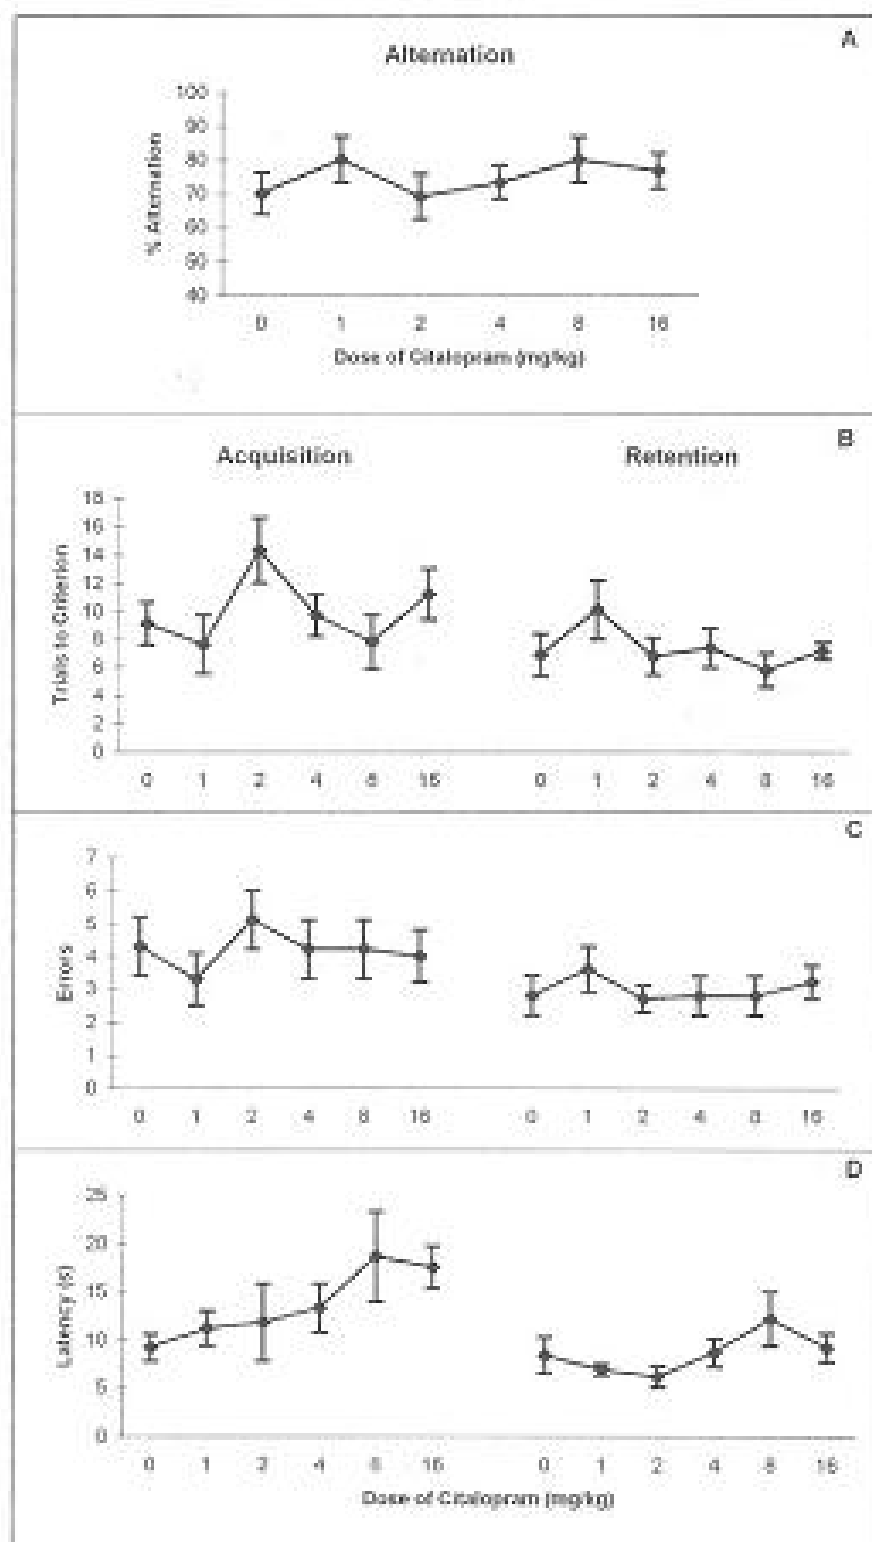 A
Alternation
100
90
80
70
60
50
40
% Alternation
0 1 2 4 8 16
Dose of Citalopram (mg/kg)
B
Acquisition Retention
18
16
14
12
10
8
6
4
2
0
Trials to Criterion
0 1 2 4 8 16 0 1 2 4 8 16
C
7
6
5
4
3
2
1
0
Errors
0 1 2 4 8 16 0 1 2 4 8 16
D
25
20
15
10
5
0
Latency (s)
0 1 2 4 8 16 0 1 2 4 8 16
Dose of Citalopram (mg/kg)